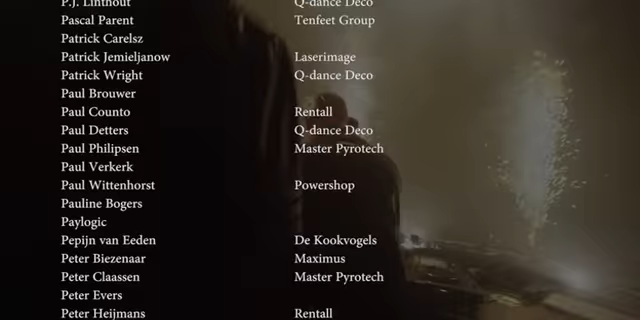 P.J. Linthout Q-dance Deco
Pascal Parent Tenfeet Group
Patrick Carelsz
Patrick Jemieljanow Laserimage
Patrick Wright Q-dance Deco
Paul Brouwer
Paul Counto Rentall
Paul Detters Q-dance Deco
Paul Philipsen Master Pyrotech
Paul Verkerk
Paul Wittenhorst Powershop
Pauline Bogers
Paylogic
Pepijn van Eeden De Kookvogels
Peter Biezenaar Maximus
Peter Claassen Master Pyrotech
Peter Evers
Peter Heijmans Rentall